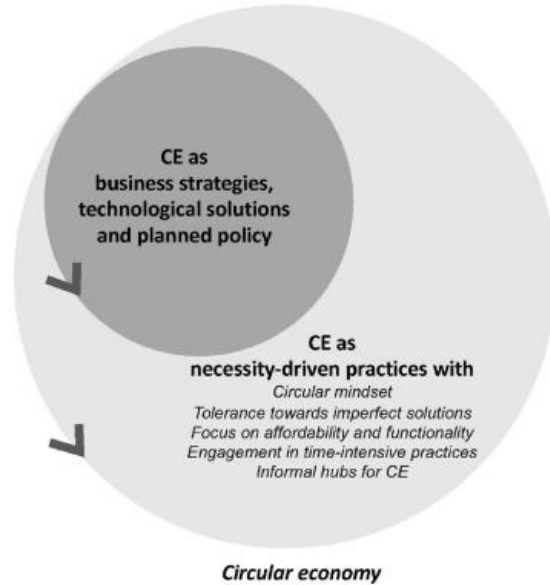 CE as
business strategies,
technological solutions
and planned policy
CE as
necessity-driven practices with
Circular mindset
Tolerance towards imperfect solutions
Focus on affordability and functionality
Engagement in time-intensive practices
Informal hubs for CE
Circular economy